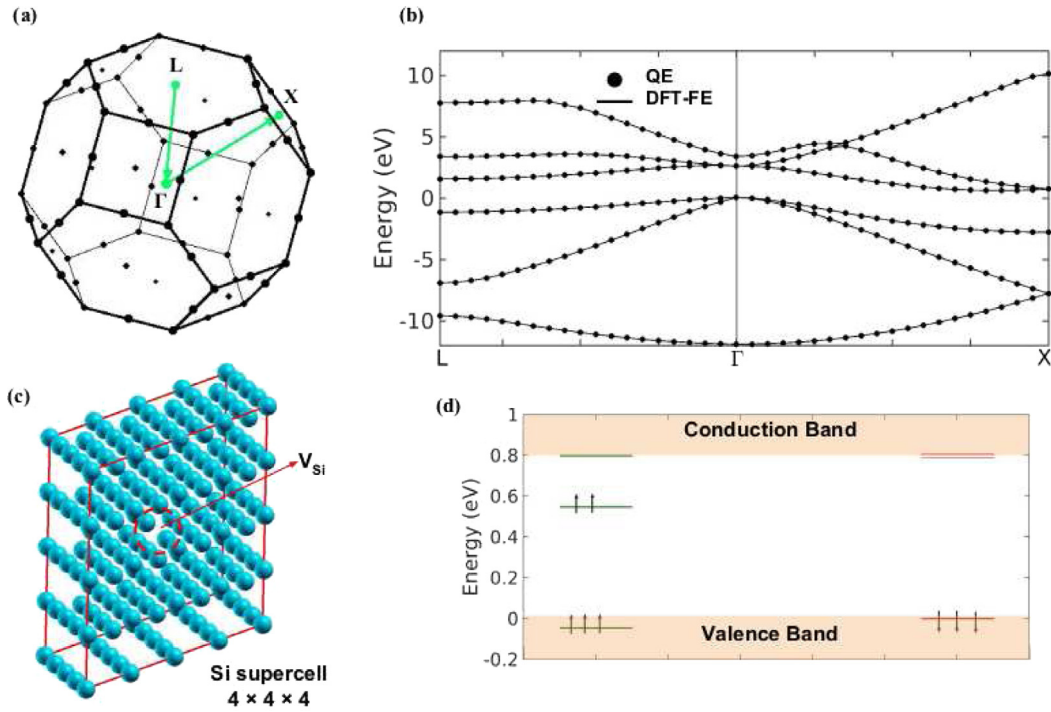 (a)
L
X
Γ
(b)
10
5
0
-5
-10
Energy (eV)
QE
DFT-FE
L
Γ
X
(c)
V_Si
Si supercell
4 × 4 × 4
(d)
1
0.8
0.6
0.4
0.2
0
-0.2
Energy (eV)
Conduction Band
Valence Band